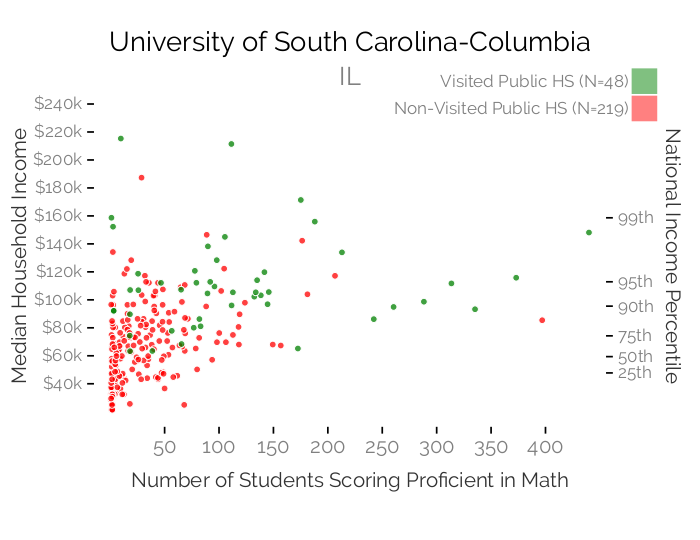 University of South Carolina-Columbia
IL
Visited Public HS (N=48)
Non-Visited Public HS (N=219)
Median Household Income
$240k
$220k
$200k
$180k
$160k
$140k
$120k
$100k
$80k
$60k
$40k
National Income Percentile
99th
95th
90th
75th
50th
25th
50 100 150 200 250 300 350 400
Number of Students Scoring Proficient in Math